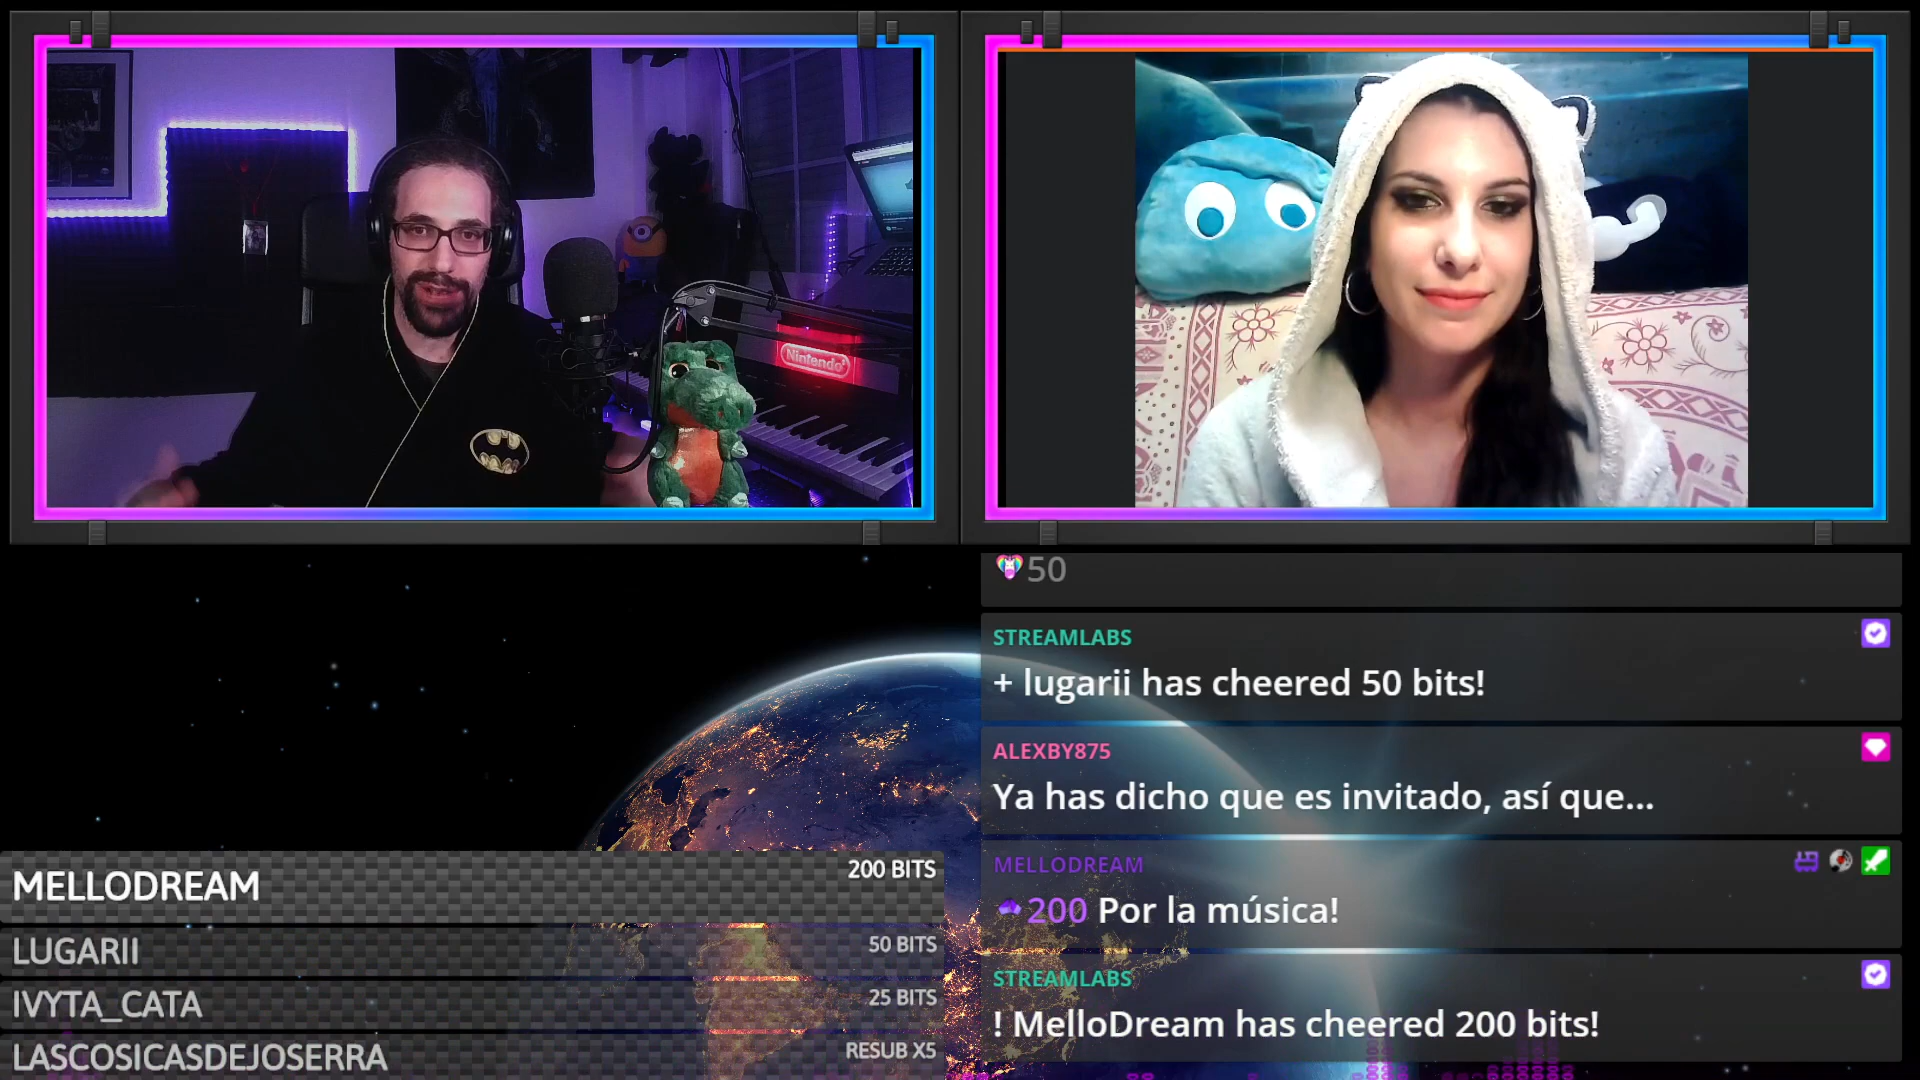 Nintendo
50
STREAMLABS
+ lugarii has cheered 50 bits!
ALEXBY875
Ya has dicho que es invitado, así que...
MELLODREAM
200 Por la música!
STREAMLABS
! MelloDream has cheered 200 bits!
MELLODREAM 200 BITS
LUGARII 50 BITS
IVYTA_CATA 25 BITS
LASCOSICASDEJOSERRA RESUB X5